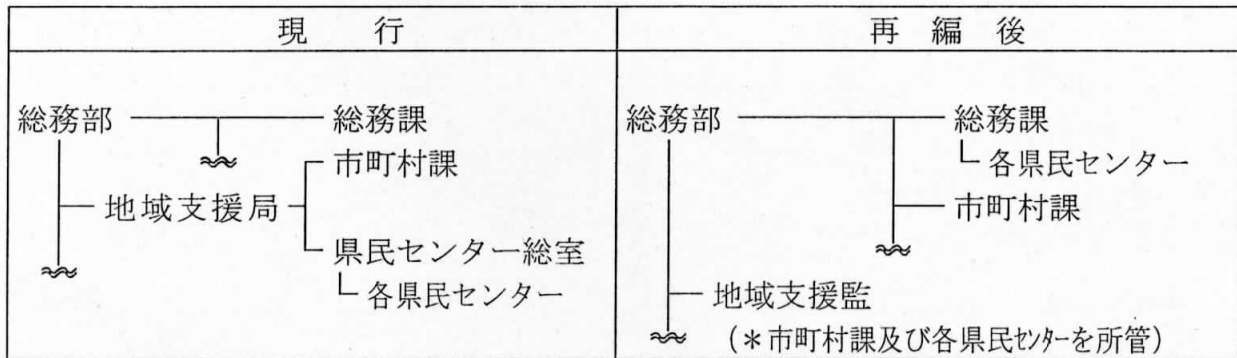 現 行
再 編 後
総務部
総務課
市町村課
地域支援局
県民センター総室
各県民センター
総務部
総務課
各県民センター
市町村課
地域支援監
(*市町村課及び各県民センターを所管)